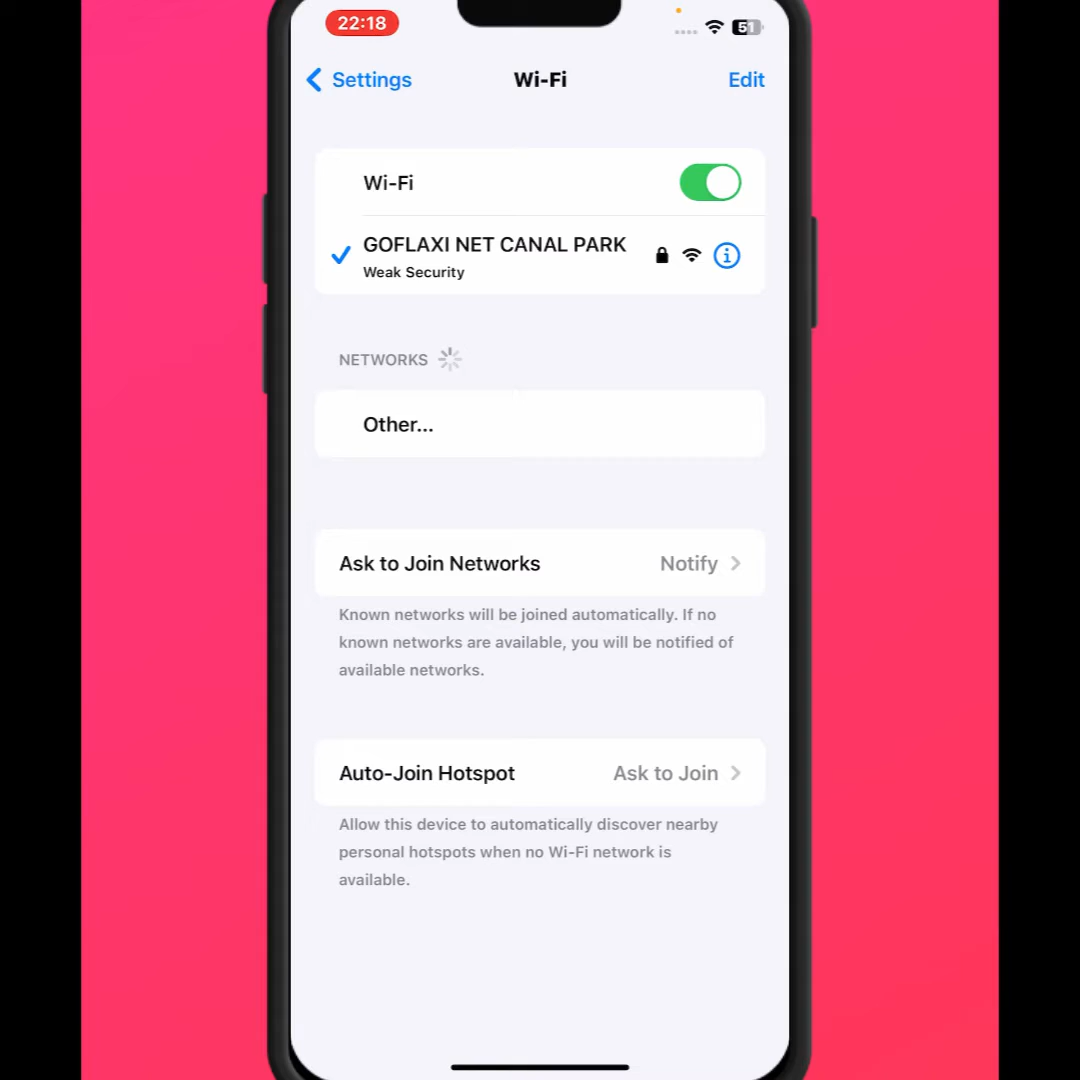 22:18
51
Settings
Wi-Fi
Edit
Wi-Fi
GOFLAXI NET CANAL PARK
Weak Security
NETWORKS
Other...
Ask to Join Networks
Notify
Known networks will be joined automatically. If no
known networks are available, you will be notified of
available networks.
Auto-Join Hotspot
Ask to Join
Allow this device to automatically discover nearby
personal hotspots when no Wi-Fi network is
available.